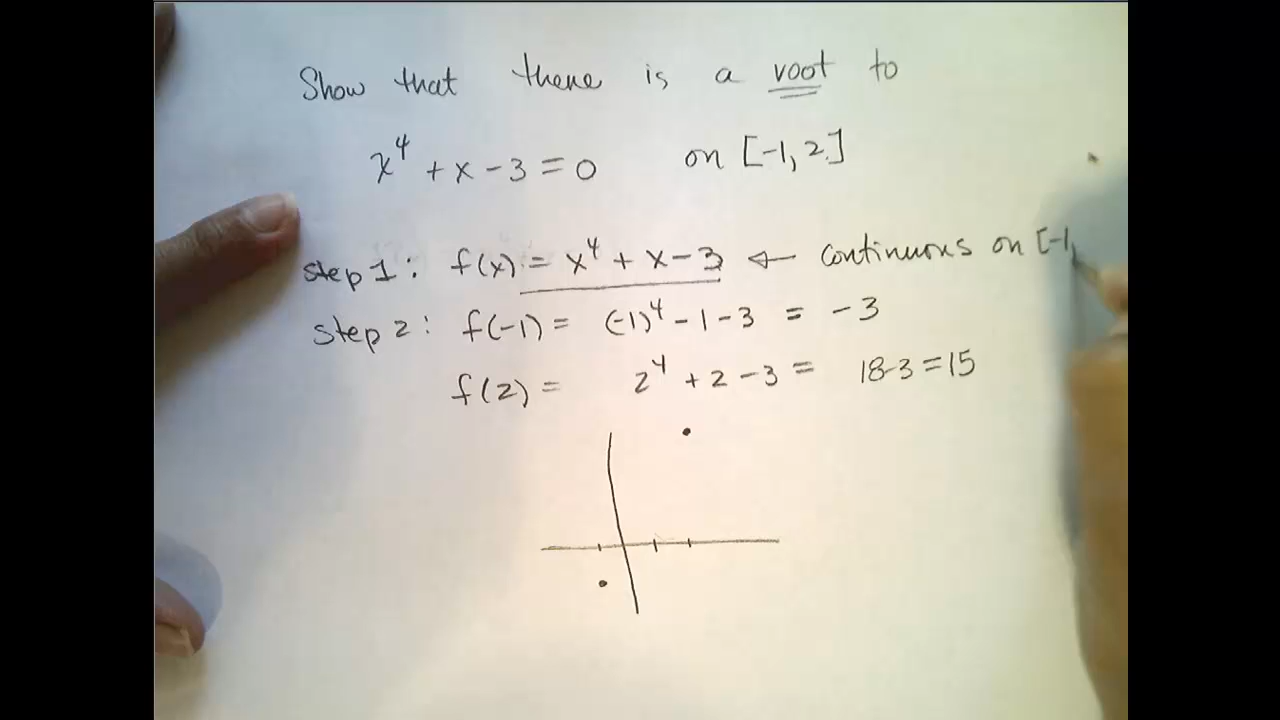 Show that there is a root to
x⁴ + x - 3 = 0 on [-1, 2]
Step 1: f(x) = x⁴ + x - 3 ← continuous on [-1,
Step 2: f(-1) = (-1)⁴ - 1 - 3 = -3
f(2) = 2⁴ + 2 - 3 = 18-3 = 15